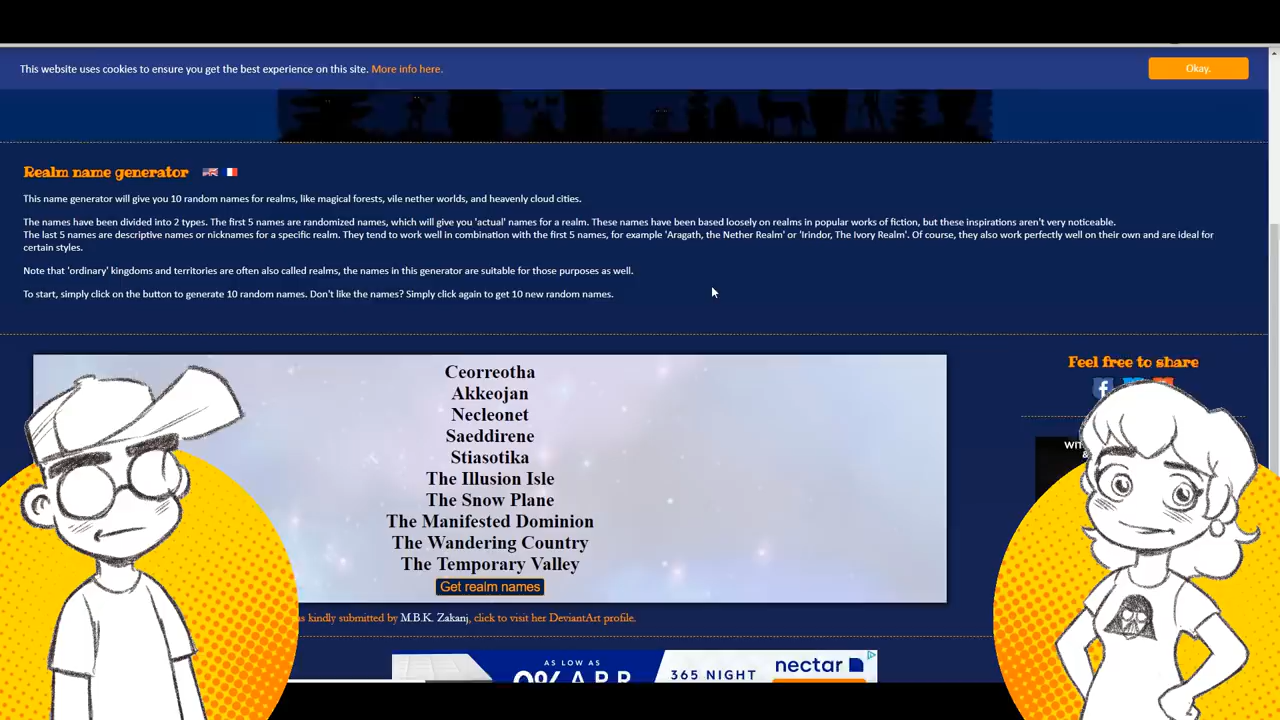 This website uses cookies to ensure you get the best experience on this site. More info here.
Okay.
Realm name generator
This name generator will give you 10 random names for realms, like magical forests, vile nether worlds, and heavenly cloud cities.
The names have been divided into 2 types. The first 5 names are randomized names, which will give you 'actual' names for a realm. These names have been based loosely on realms in popular works of fiction, but these inspirations aren't very noticeable.
The last 5 names are descriptive names or nicknames for a specific realm. They tend to work well in combination with the first 5 names, for example 'Aragath, the Nether Realm' or 'Irindor, The Ivory Realm'. Of course, they also work perfectly well on their own and are ideal for
certain styles.
Note that 'ordinary' kingdoms and territories are often also called realms, the names in this generator are suitable for those purposes as well.
To start, simply click on the button to generate 10 random names. Don't like the names? Simply click again to get 10 new random names.
Ceorreotha
Akkeojan
Necleonet
Saeddirene
Stiasotika
The Illusion Isle
The Snow Plane
The Manifested Dominion
The Wandering Country
The Temporary Valley
Get realm names
Feel free to share
f
kindly submitted by M.B.K. Zakanj, click to visit her DeviantArt profile.
AS LOW AS
0% APR
365 NIGHT
nectar